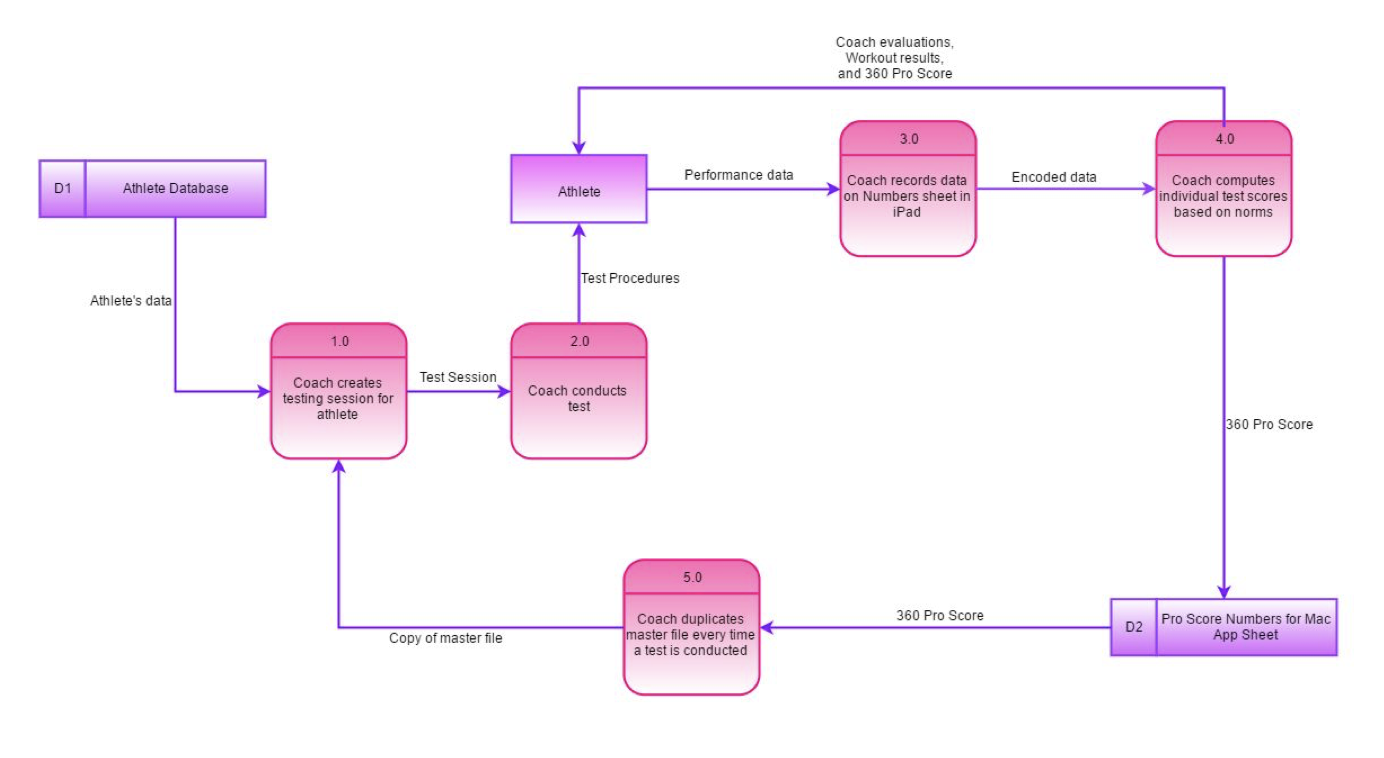 Coach evaluations,
Workout results,
and 360 Pro Score
D1
Athlete Database
Athlete
Performance data
3.0
Coach records data
on Numbers sheet in
iPad
Encoded data
4.0
Coach computes
individual test scores
based on norms
Athlete's data
Test Procedures
1.0
Coach creates
testing session for
athlete
Test Session
2.0
Coach conducts
test
360 Pro Score
5.0
Coach duplicates
master file every time
a test is conducted
Copy of master file
360 Pro Score
D2
Pro Score Numbers for Mac
App Sheet